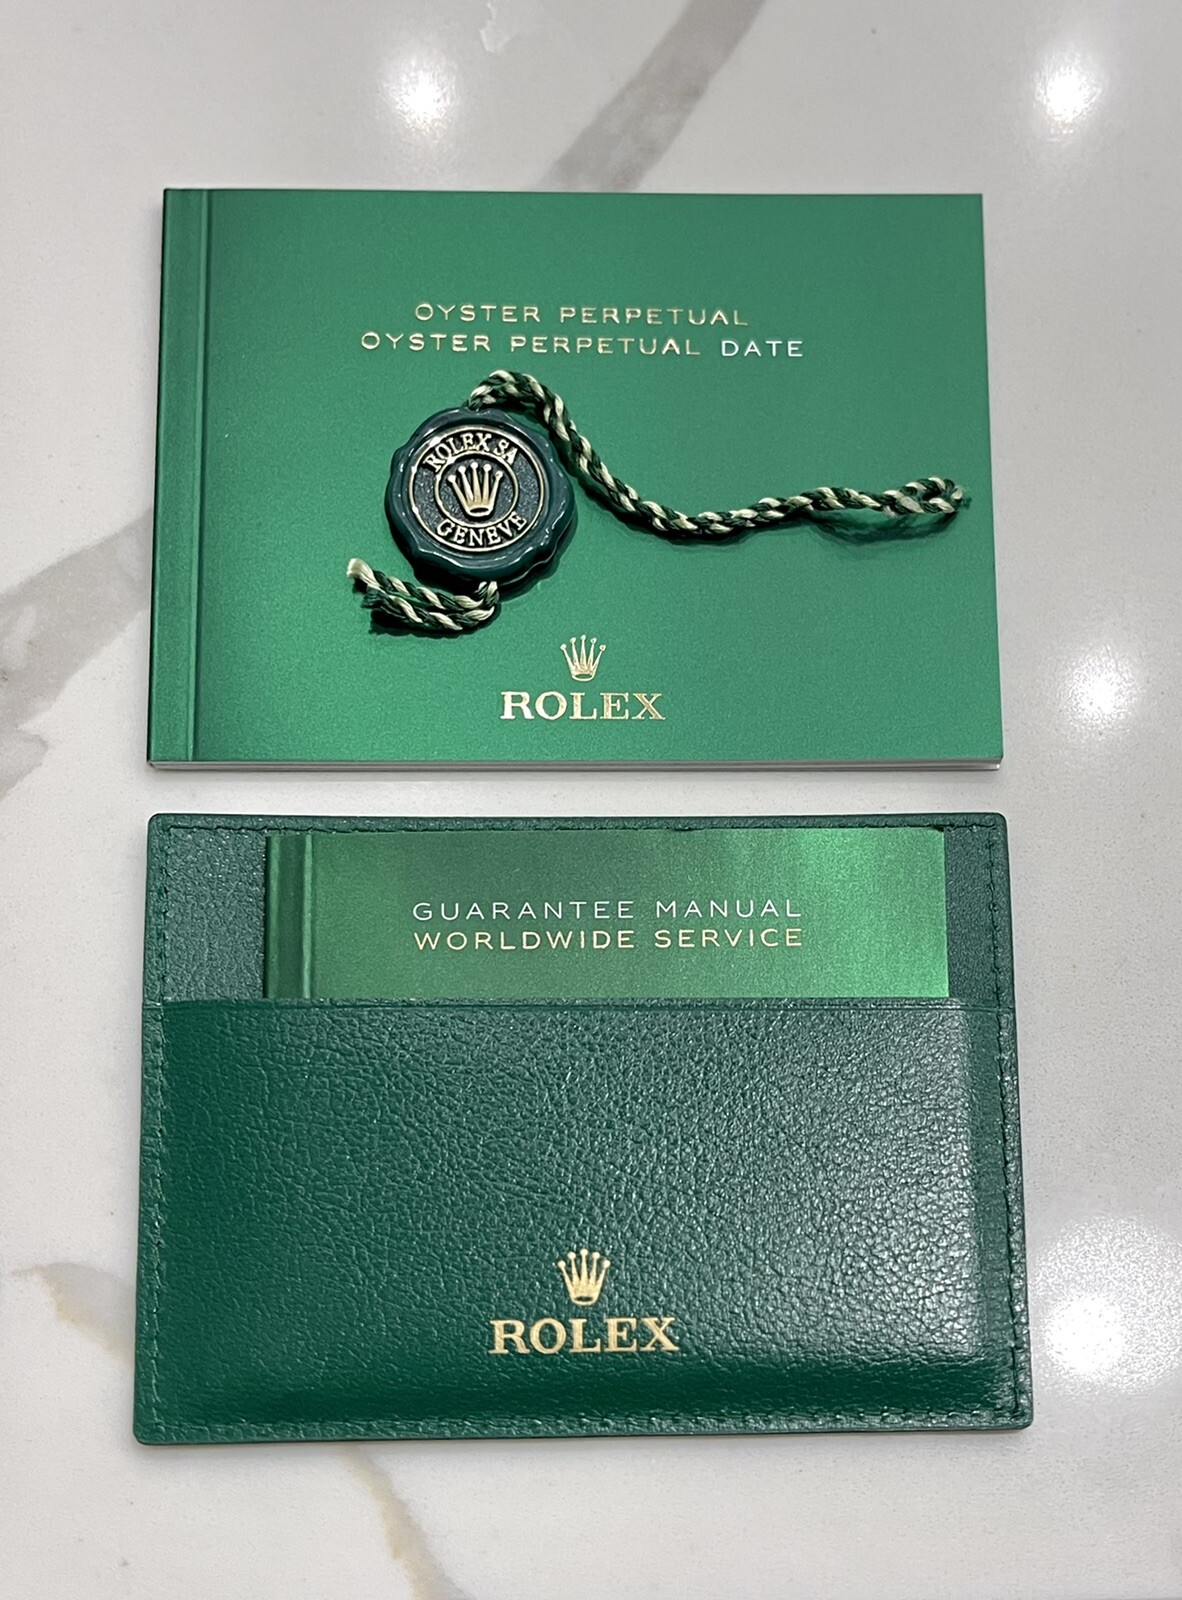 OYSTER PERPETUAL
OYSTER PERPETUAL DATE
ROLEX SA
GENEVE
ROLEX
GUARANTEE MANUAL
WORLDWIDE SERVICE
ROLEX